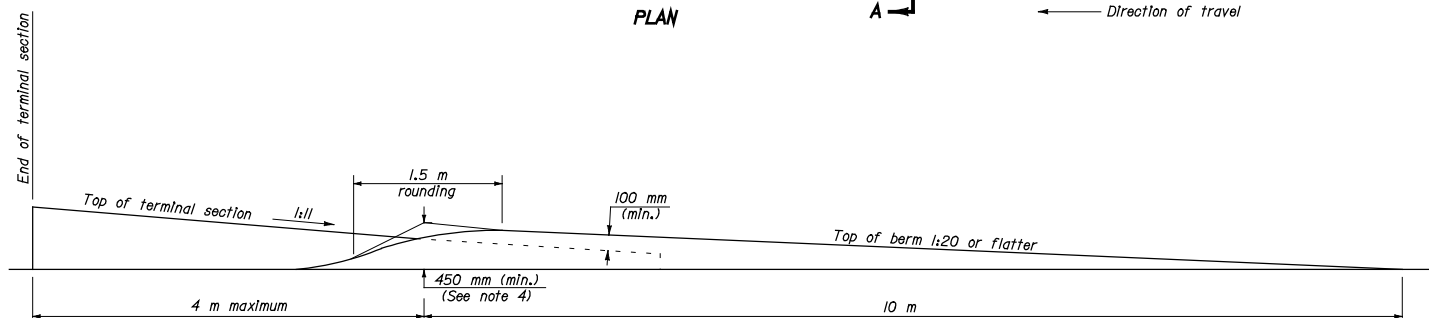 PLAN
A
Direction of travel
End of terminal section
1.5 m
rounding
100 mm
(min.)
Top of terminal section
1:11
Top of berm 1:20 or flatter
450 mm (min.)
(See note 4)
4 m maximum
10 m